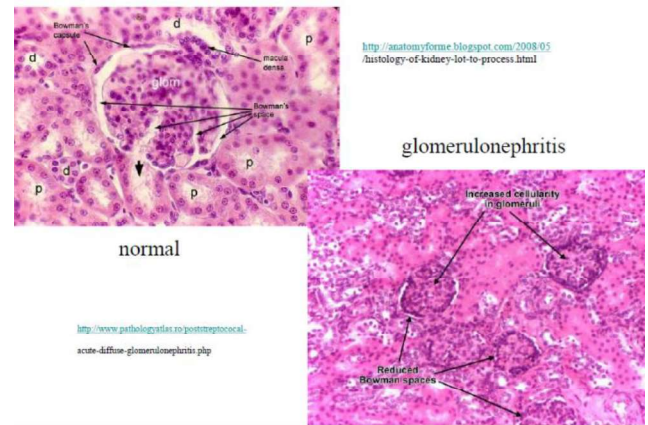 Bowman's
capsule
d
p
macula
densa
http://anatomyforme.blogspot.com/2008/05
/histology-of-kidney-lot-to-process.html
d
glom
Bowman's
splice
p
d
p
p
p
normal
glomerulonephritis
Increased cellularity
in glomeruli
Reduced
Bowman spaces
http://www.pathologyatlas.ro/poststreptococal-
acute-diffuse-glomerulonephritis.php